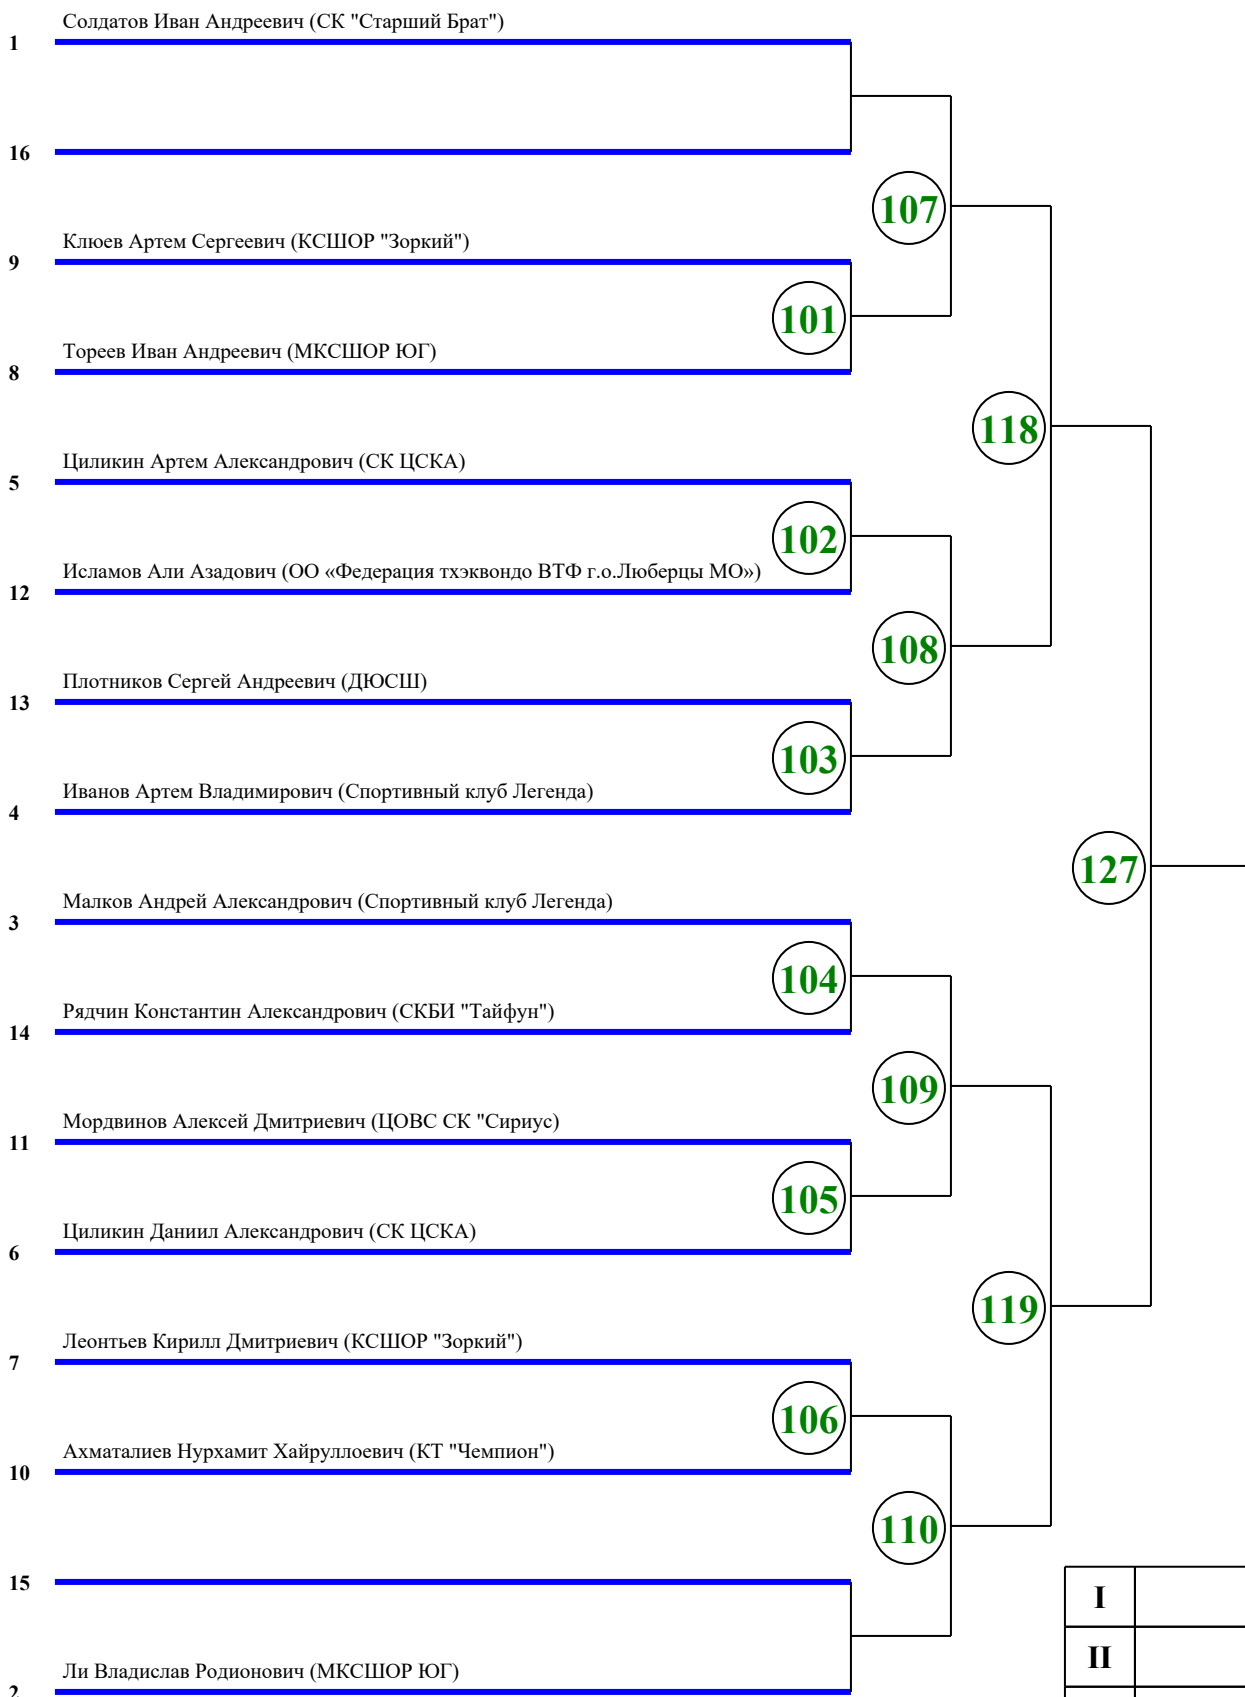 Солдатов Иван Андреевич (СК "Старший Брат")
1
16
107
Клюев Артем Сергеевич (КСШОР "Зоркий")
9
101
Тореев Иван Андреевич (МКСШОР ЮГ)
8
118
Циликин Артем Александрович (СК ЦСКА)
5
102
Исламов Али Азадович (ОО «Федерация тхэквондо ВТФ г.о.Люберцы МО»)
12
108
Плотников Сергей Андреевич (ДЮСШ)
13
103
Иванов Артем Владимирович (Спортивный клуб Легенда)
4
127
Малков Андрей Александрович (Спортивный клуб Легенда)
3
104
Рядчин Константин Александрович (СКБИ "Тайфун")
14
109
Мордвинов Алексей Дмитриевич (ЦОВС СК "Сириус)
11
105
Циликин Даниил Александрович (СК ЦСКА)
6
119
Леонтьев Кирилл Дмитриевич (КСШОР "Зоркий")
7
106
Ахматалиев Нурхамит Хайруллоевич (КТ "Чемпион")
10
110
15
I
II
Ли Владислав Родионович (МКСШОР ЮГ)
2